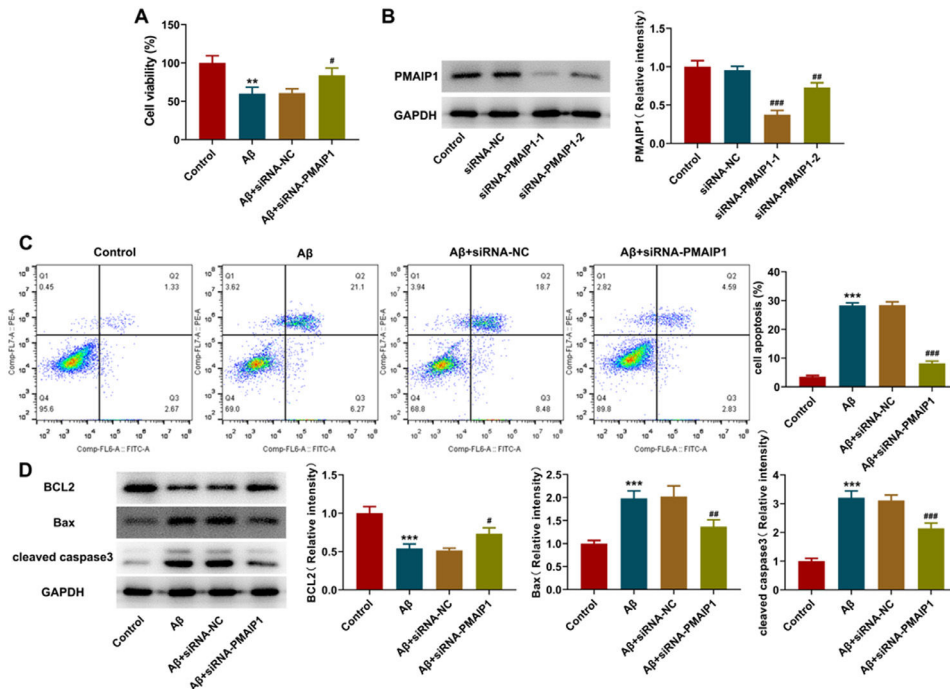 A
Cell viability (%)
150
100
50
0
**
#
Control
Aβ
Aβ+siRNA-NC
Aβ+siRNA-PMAIP1
B
PMAIP1
GAPDH
Control
siRNA-NC
siRNA-PMAIP1-1
siRNA-PMAIP1-2
PMAIP1 ( Relative intensity)
1.5
1.0
0.5
0.0
###
##
Control
siRNA-NC
siRNA-PMAIP1-1
siRNA-PMAIP1-2
C
Control
Comp-FL7-A :: PE-A
Q1
0.45
Q2
1.33
Q4
95.6
Q3
2.67
Comp-FL6-A :: FITC-A
Aβ
Comp-FL7-A :: PE-A
Q1
3.62
Q2
21.1
Q4
69.0
Q3
6.27
Comp-FL6-A :: FITC-A
Aβ+siRNA-NC
Comp-FL7-A :: PE-A
Q1
3.94
Q2
18.7
Q4
68.8
Q3
8.48
Comp-FL6-A :: FITC-A
Aβ+siRNA-PMAIP1
Comp-FL7-A :: PE-A
Q1
2.82
Q2
4.59
Q4
89.8
Q3
2.83
Comp-FL6-A :: FITC-A
cell apoptosis (%)
40
30
20
10
0
***
###
Control
Aβ
Aβ+siRNA-NC
Aβ+siRNA-PMAIP1
D
BCL2
Bax
cleaved caspase3
GAPDH
Control
Aβ
Aβ+siRNA-NC
Aβ+siRNA-PMAIP1
BCL2 ( Relative intensity)
1.5
1.0
0.5
0.0
***
#
Control
Aβ
Aβ+siRNA-NC
Aβ+siRNA-PMAIP1
Bax ( Relative intensity)
2.5
2.0
1.5
1.0
0.5
0.0
***
##
Control
Aβ
Aβ+siRNA-NC
Aβ+siRNA-PMAIP1
cleaved caspase3 ( Relative intensity)
4
3
2
1
0
***
###
Control
Aβ
Aβ+siRNA-NC
Aβ+siRNA-PMAIP1